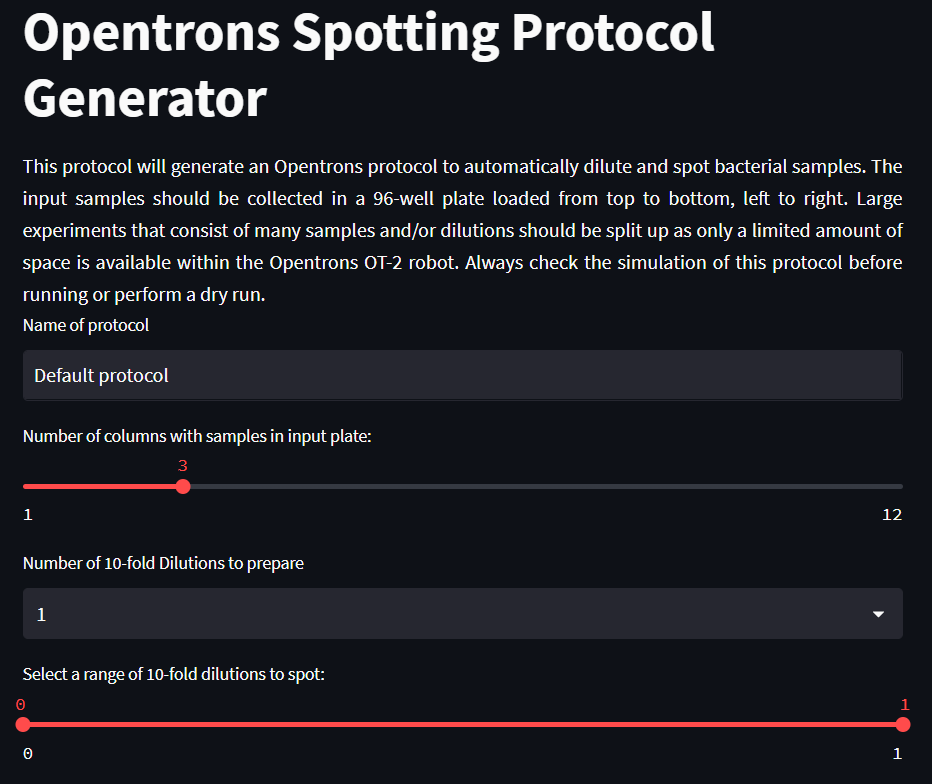 Opentrons Spotting Protocol
Generator
This protocol will generate an Opentrons protocol to automatically dilute and spot bacterial samples. The
input samples should be collected in a 96-well plate loaded from top to bottom, left to right. Large
experiments that consist of many samples and/or dilutions should be split up as only a limited amount of
space is available within the Opentrons OT-2 robot. Always check the simulation of this protocol before
running or perform a dry run.
Name of protocol
Default protocol
Number of columns with samples in input plate:
3
1 12
Number of 10-fold Dilutions to prepare
1
Select a range of 10-fold dilutions to spot:
0 1
0 1